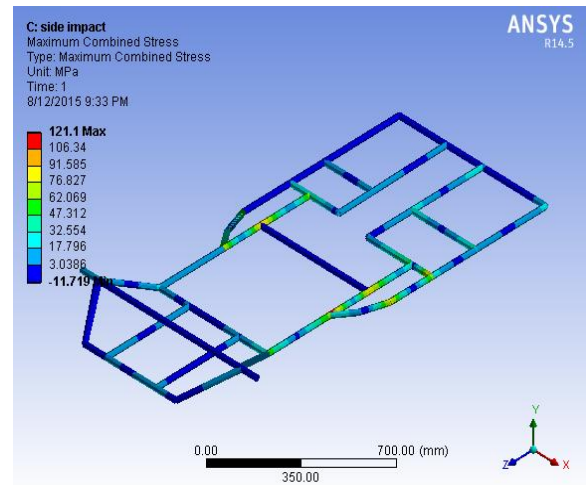 C: side impact
Maximum Combined Stress
Type: Maximum Combined Stress
Unit: MPa
Time: 1
8/12/2015 9:33 PM
ANSYS
R14.5
121.1 Max
106.34
91.585
76.827
62.069
47.312
32.554
17.796
3.0386
-11.719
0.00
700.00 (mm)
350.00
Y
Z
X